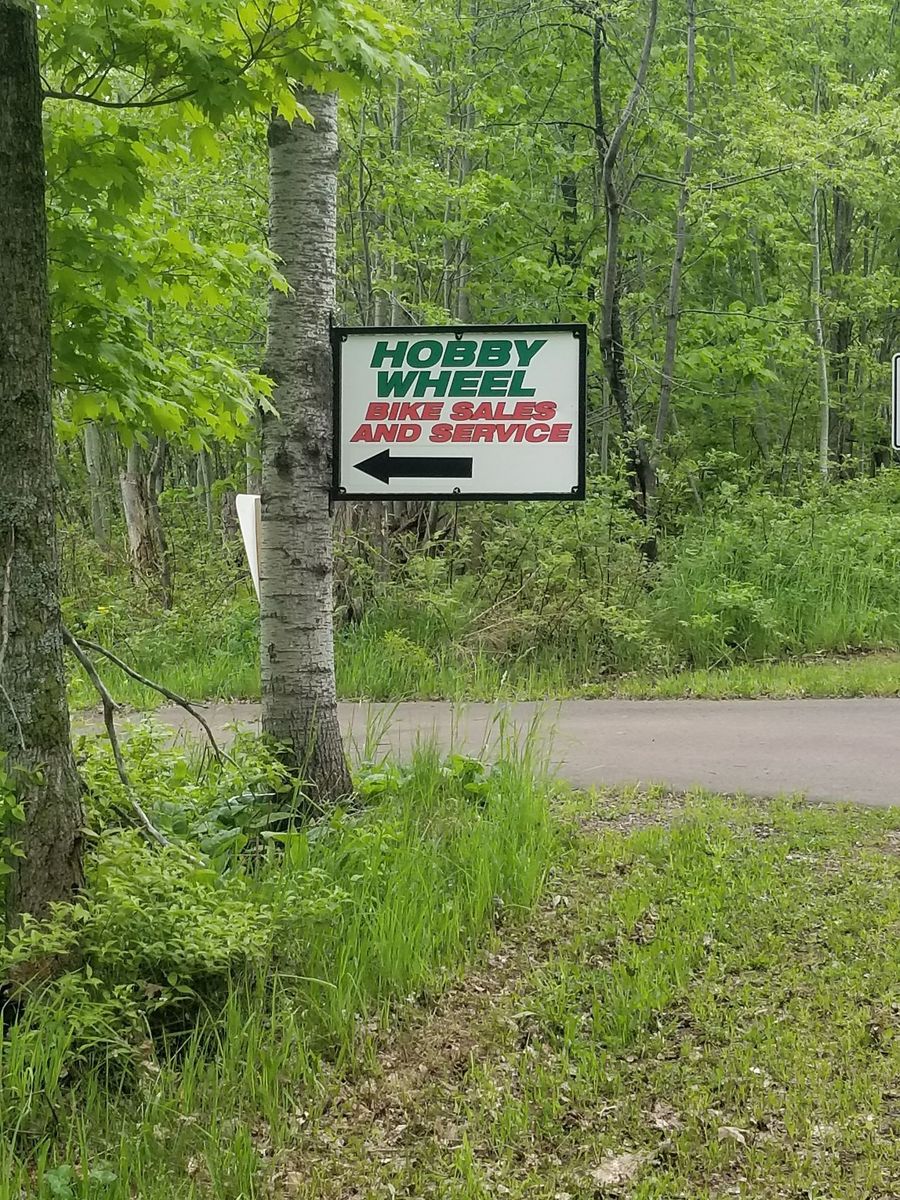 HOBBY
WHEEL
BIKE SALES
AND SERVICE